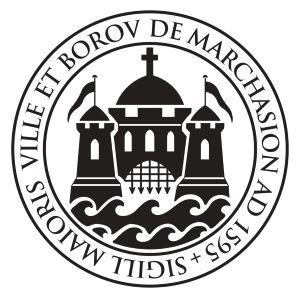 SIGILL MAIORIS VILLE ET BOROV DE MARCHASION AD 1595 +